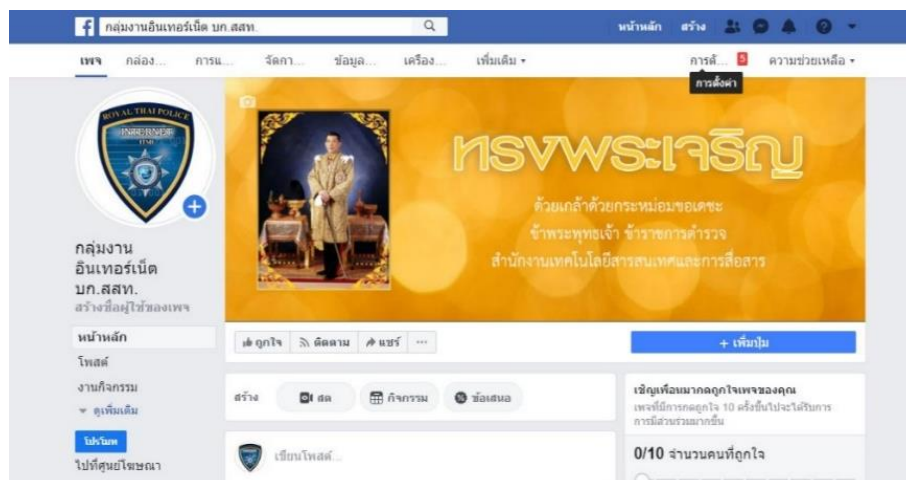 กลุ่มงานอินเทอร์เน็ต บก.สสท.
หน้าหลัก สร้าง
เพจ กล่อง... การแ... จัดกา... ข้อมูล... เครื่อง... เพิ่มเติม การตั้... 5 ความช่วยเหลือ
การตั้งค่า
ROYAL THAI POLICE
INTERNET
ทรงพระเจริญ
ด้วยเกล้าด้วยกระหม่อมขอเดชะ
ข้าพระพุทธเจ้า ข้าราชการตำรวจ
สำนักงานเทคโนโลยีสารสนเทศและการสื่อสาร
กลุ่มงาน
อินเทอร์เน็ต
บก.สสท.
สร้างชื่อผู้ใช้ของเพจ
หน้าหลัก
โพสต์
งานกิจกรรม
ดูเพิ่มเติม
โปรโมท
ไปที่ศูนย์โฆษณา
ถูกใจ ติดตาม แชร์ ...
+ เพิ่มปุ่ม
สร้าง สด กิจกรรม ข้อเสนอ
เขียนโพสต์...
เชิญเพื่อนมากดถูกใจเพจของคุณ
เพจที่มีการกดถูกใจ 10 ครั้งขึ้นไปจะได้รับการ
การมีส่วนร่วมมากขึ้น
0/10 จำนวนคนที่ถูกใจ